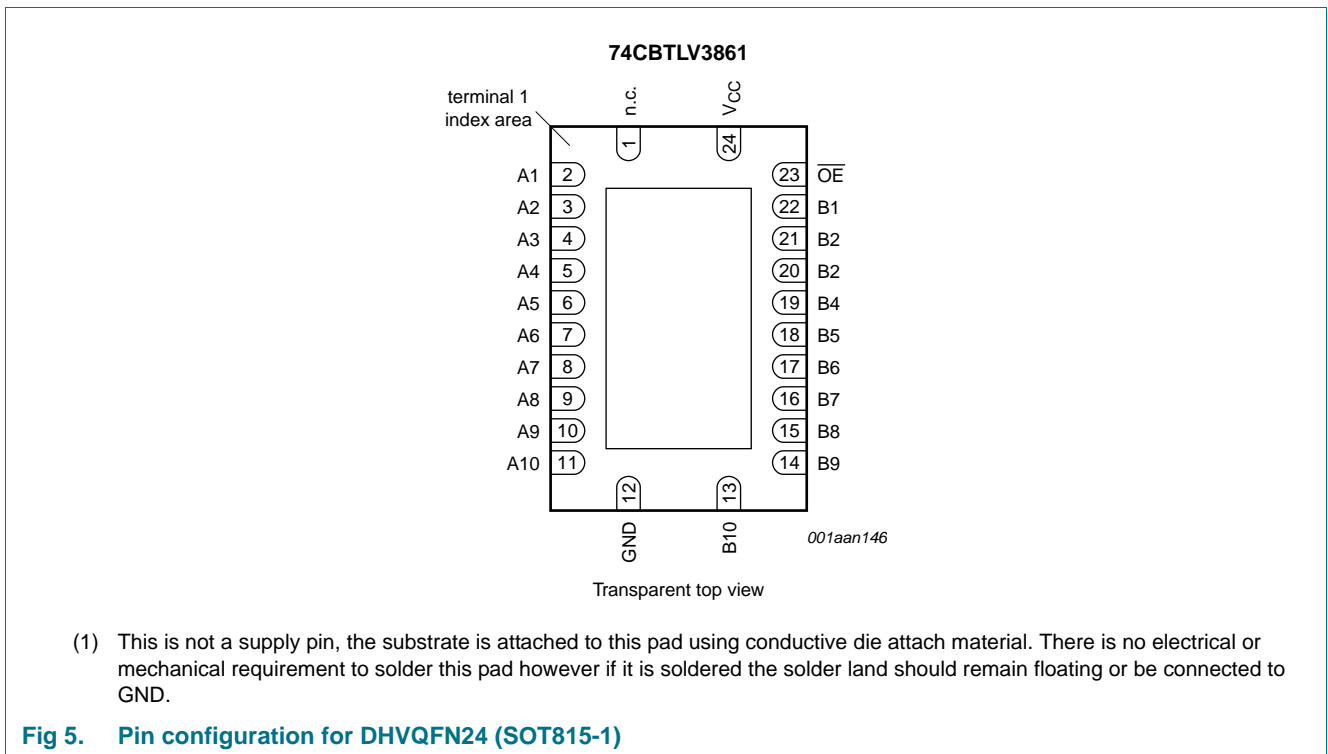 74CBTLV3861
terminal 1
index area
n.c.
VCC
1
24
A1 2
23 OE
A2 3
22 B1
A3 4
21 B2
A4 5
20 B2
A5 6
19 B4
A6 7
18 B5
A7 8
17 B6
A8 9
16 B7
A9 10
15 B8
A10 11
14 B9
12
13
GND
B10
001aan146
Transparent top view
(1) This is not a supply pin, the substrate is attached to this pad using conductive die attach material. There is no electrical or
mechanical requirement to solder this pad however if it is soldered the solder land should remain floating or be connected to
GND.
Fig 5. Pin configuration for DHVQFN24 (SOT815-1)